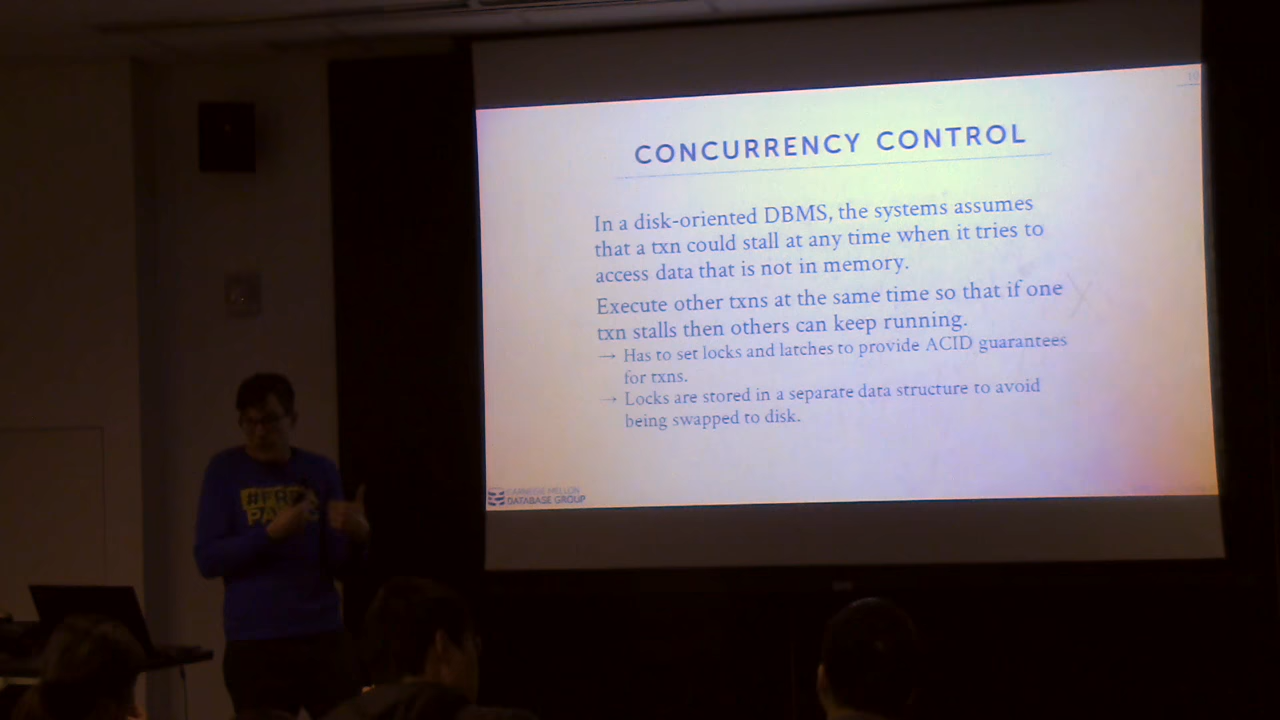 10
CONCURRENCY CONTROL
In a disk-oriented DBMS, the systems assumes
that a txn could stall at any time when it tries to
access data that is not in memory.
Execute other txns at the same time so that if one
txn stalls then others can keep running.
→ Has to set locks and latches to provide ACID guarantees
for txns.
→ Locks are stored in a separate data structure to avoid
being swapped to disk.
CARNEGIE MELLON
DATABASE GROUP